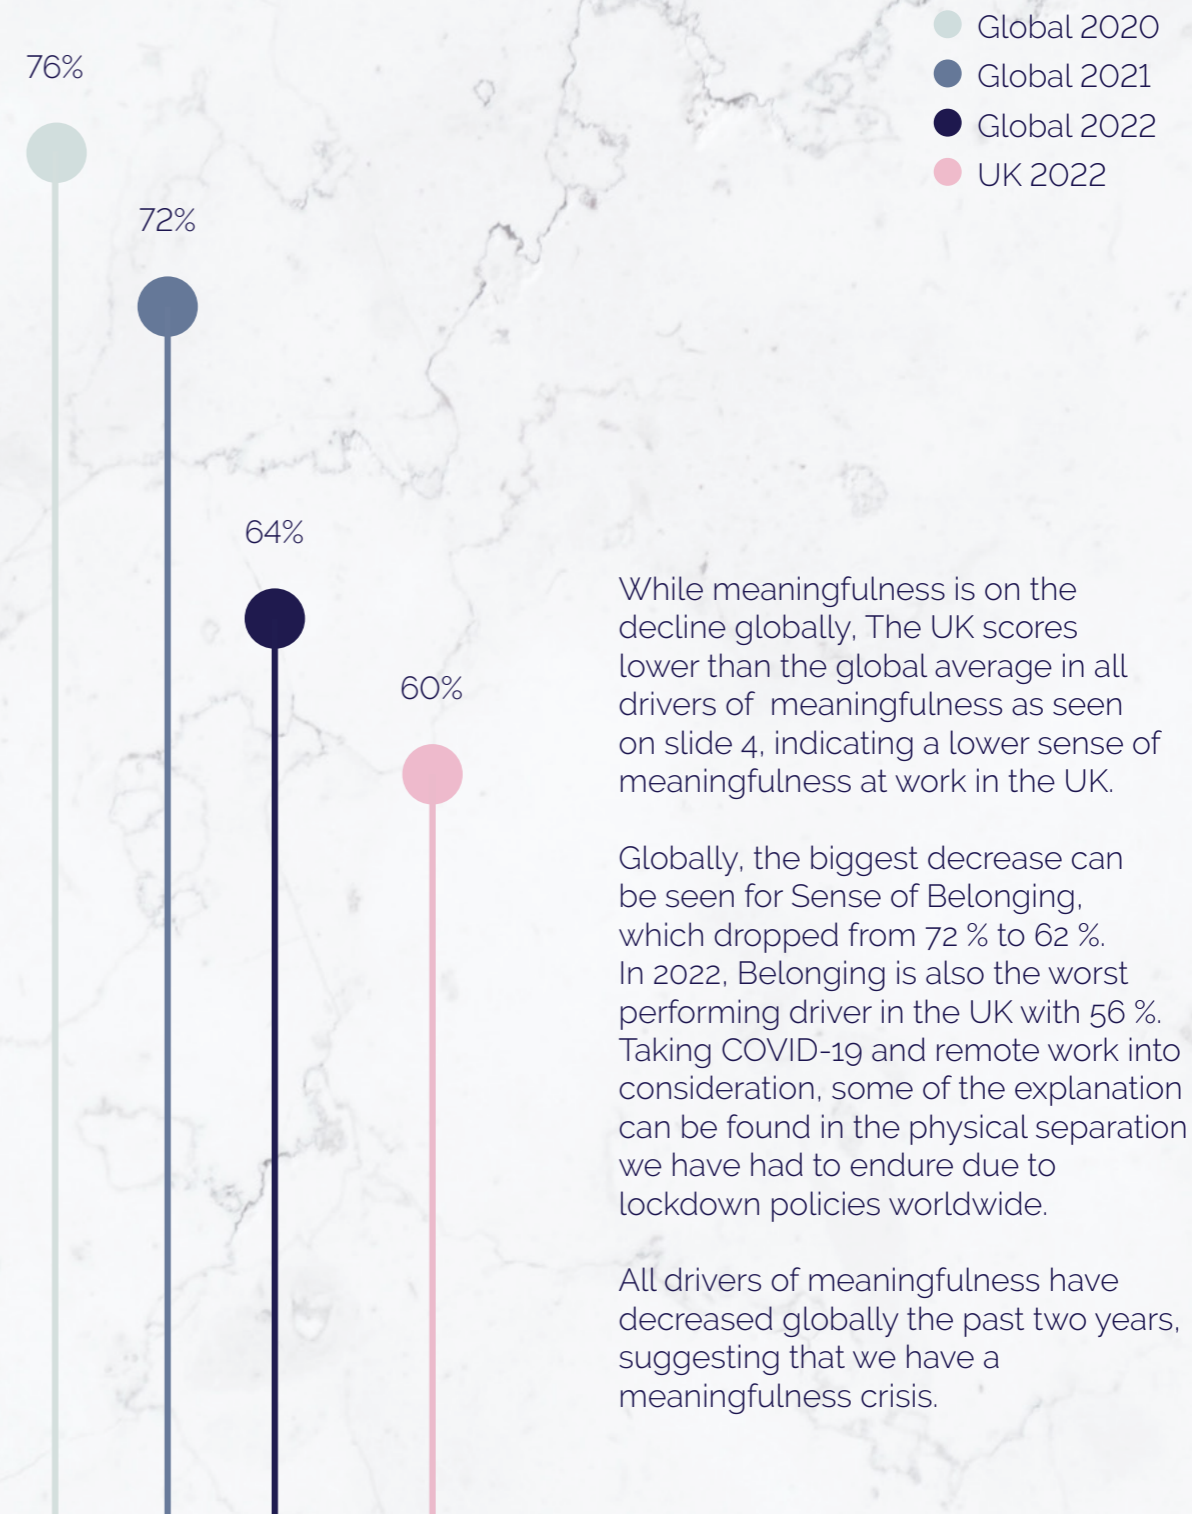 Global 2020
Global 2021
Global 2022
UK 2022
76%
72%
64%
60%
While meaningfulness is on the
decline globally, The UK scores
lower than the global average in all
drivers of  meaningfulness as seen
on slide 4, indicating a lower sense of
meaningfulness at work in the UK.
Globally, the biggest decrease can
be seen for Sense of Belonging,
which dropped from 72 % to 62 %.
In 2022, Belonging is also the worst
performing driver in the UK with 56 %.
Taking COVID-19 and remote work into
consideration, some of the explanation
can be found in the physical separation
we have had to endure due to
lockdown policies worldwide.
All drivers of meaningfulness have
decreased globally the past two years,
suggesting that we have a
meaningfulness crisis.